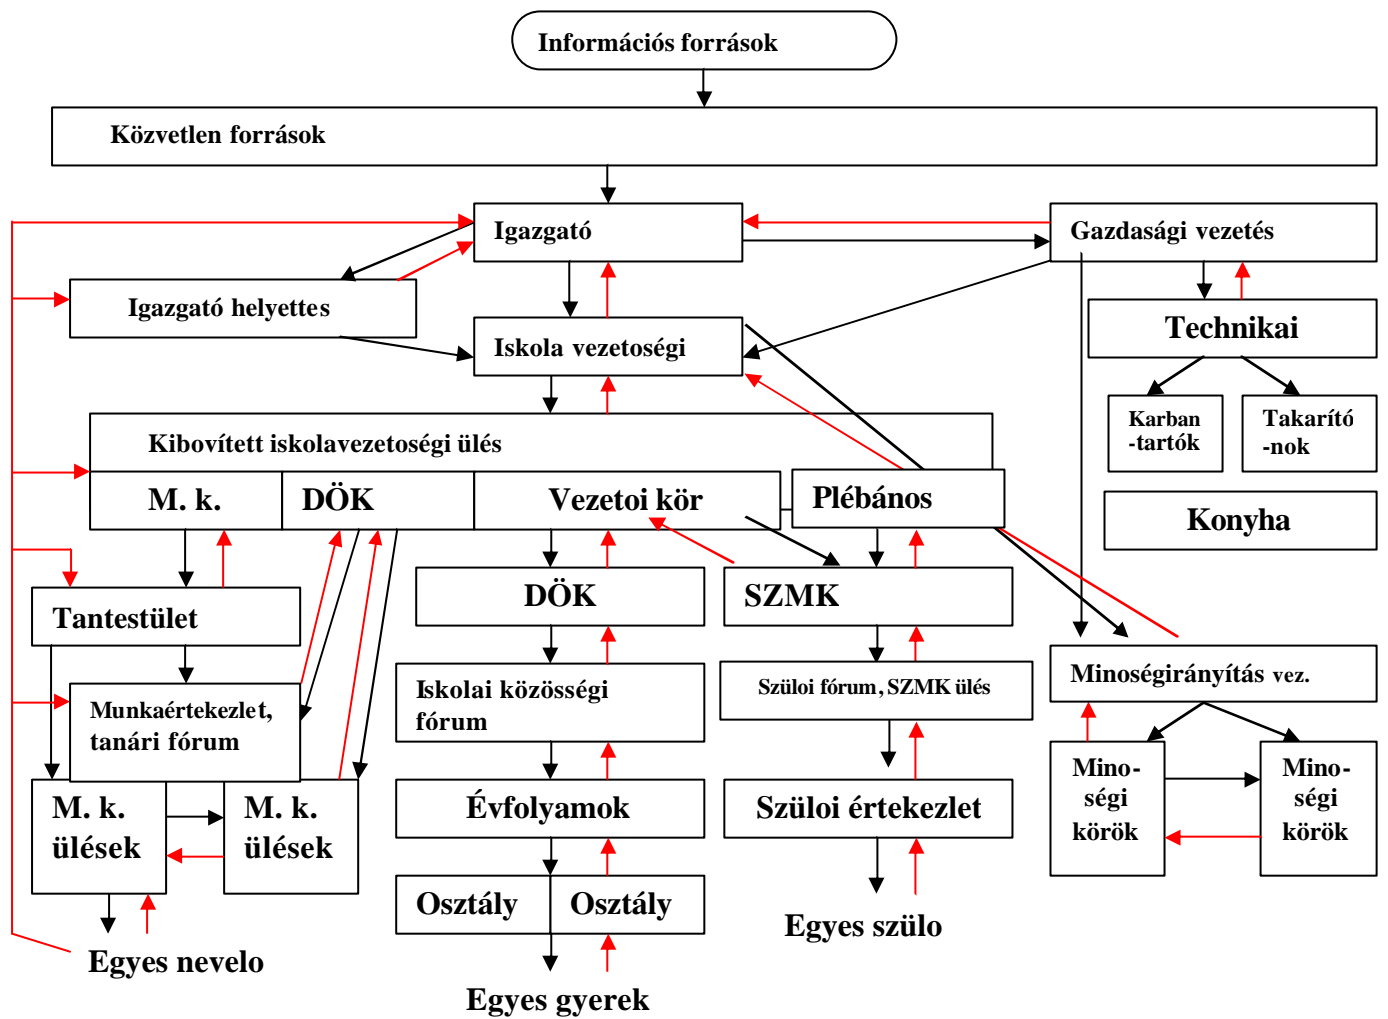 Információs források
Közvetlen források
Igazgató
Gazdasági vezetés
Igazgató helyettes
Iskola vezetoségi
Technikai
Karban
-tartók
Takarító
-nok
Kibovített iskolavezetoségi ülés
M. k.
DÖK
Vezetoi kör
Plébános
Konyha
Tantestület
DÖK
SZMK
Munkaértekezlet,
tanári fórum
Iskolai közösségi
fórum
Szüloi fórum, SZMK ülés
Minoségirányítás vez.
M. k.
ülések
M. k.
ülések
Évfolyamok
Szüloi értekezlet
Mino-
ségi
körök
Mino-
ségi
körök
Osztály
Osztály
Egyes szülo
Egyes nevelo
Egyes gyerek